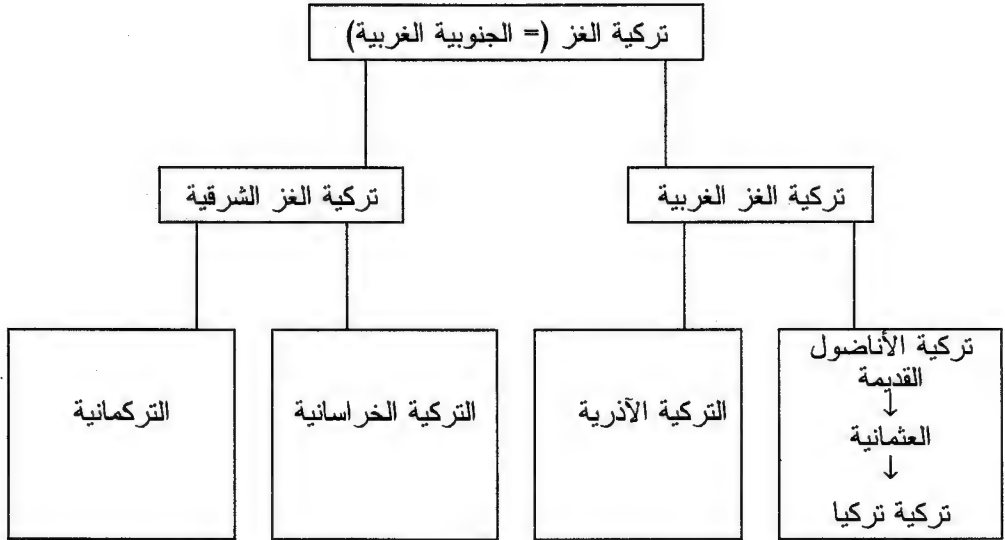 تركية الغز (= الجنوبية الغربية)
تركية الغز الغربية
تركية الغز الشرقية
تركية الأناضول
القديمة
↓
العثمانية
↓
تركية تركيا
التركية الآذرية
التركية الخراسانية
التركمانية